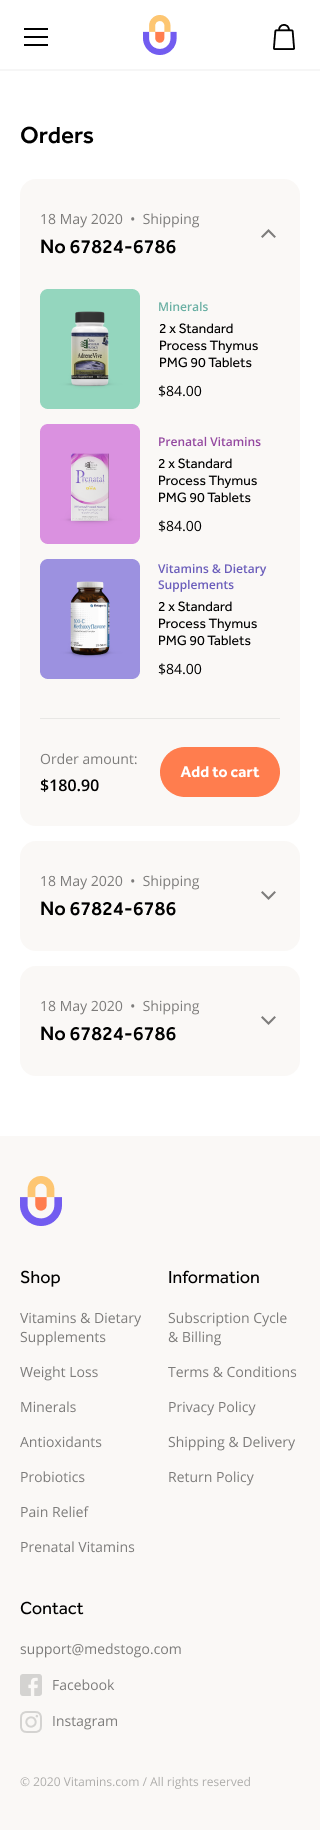 Orders
18 May 2020 • Shipping
No 67824-6786
Minerals
2 x Standard
Process Thymus
PMG 90 Tablets
$84.00
AdreneVive
Prenatal Vitamins
2 x Standard
Process Thymus
PMG 90 Tablets
$84.00
Prenatal
Vitamins & Dietary
Supplements
2 x Standard
Process Thymus
PMG 90 Tablets
$84.00
Order amount:
$180.90
Add to cart
18 May 2020 • Shipping
No 67824-6786
18 May 2020 • Shipping
No 67824-6786
Shop
Vitamins & Dietary
Supplements
Weight Loss
Minerals
Antioxidants
Probiotics
Pain Relief
Prenatal Vitamins
Information
Subscription Cycle
& Billing
Terms & Conditions
Privacy Policy
Shipping & Delivery
Return Policy
Contact
support@medstogo.com
Facebook
Instagram
© 2020 Vitamins.com / All rights reserved